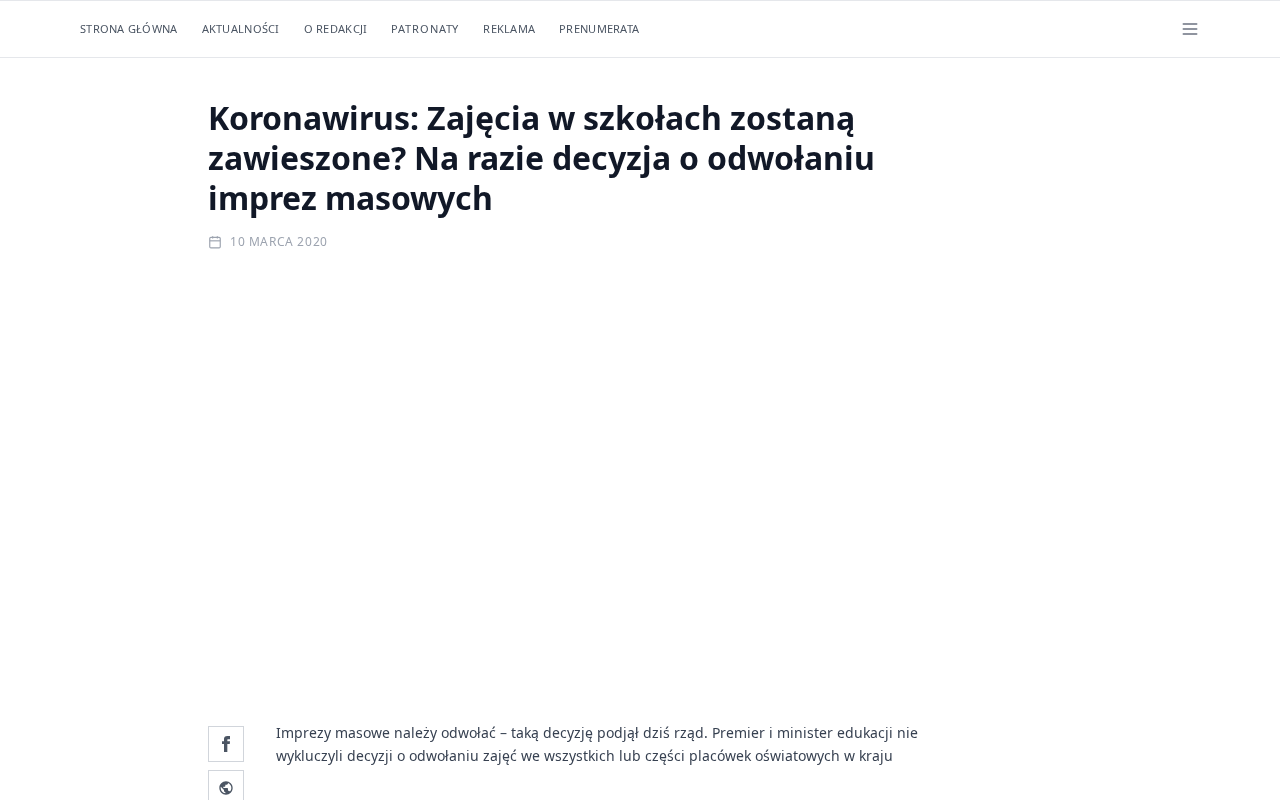 STRONA GŁÓWNA AKTUALNOŚCI O REDAKCJI PATRONATY REKLAMA PRENUMERATA
Koronawirus: Zajęcia w szkołach zostaną
zawieszone? Na razie decyzja o odwołaniu
imprez masowych
10 MARCA 2020
Imprezy masowe należy odwołać – taką decyzję podjął dziś rząd. Premier i minister edukacji nie
wykluczyli decyzji o odwołaniu zajęć we wszystkich lub części placówek oświatowych w kraju